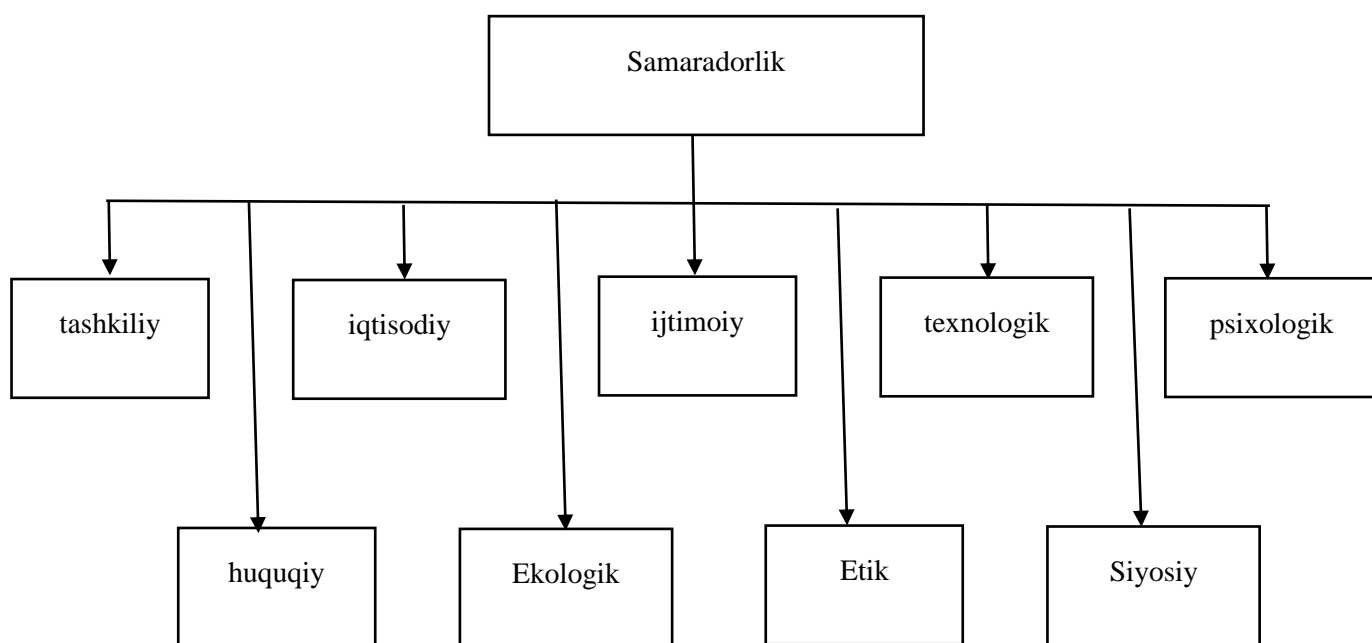 Samaradorlik
tashkiliy
iqtisodiy
ijtimoiy
texnologik
psixologik
huquqiy
Ekologik
Etik
Siyosiy